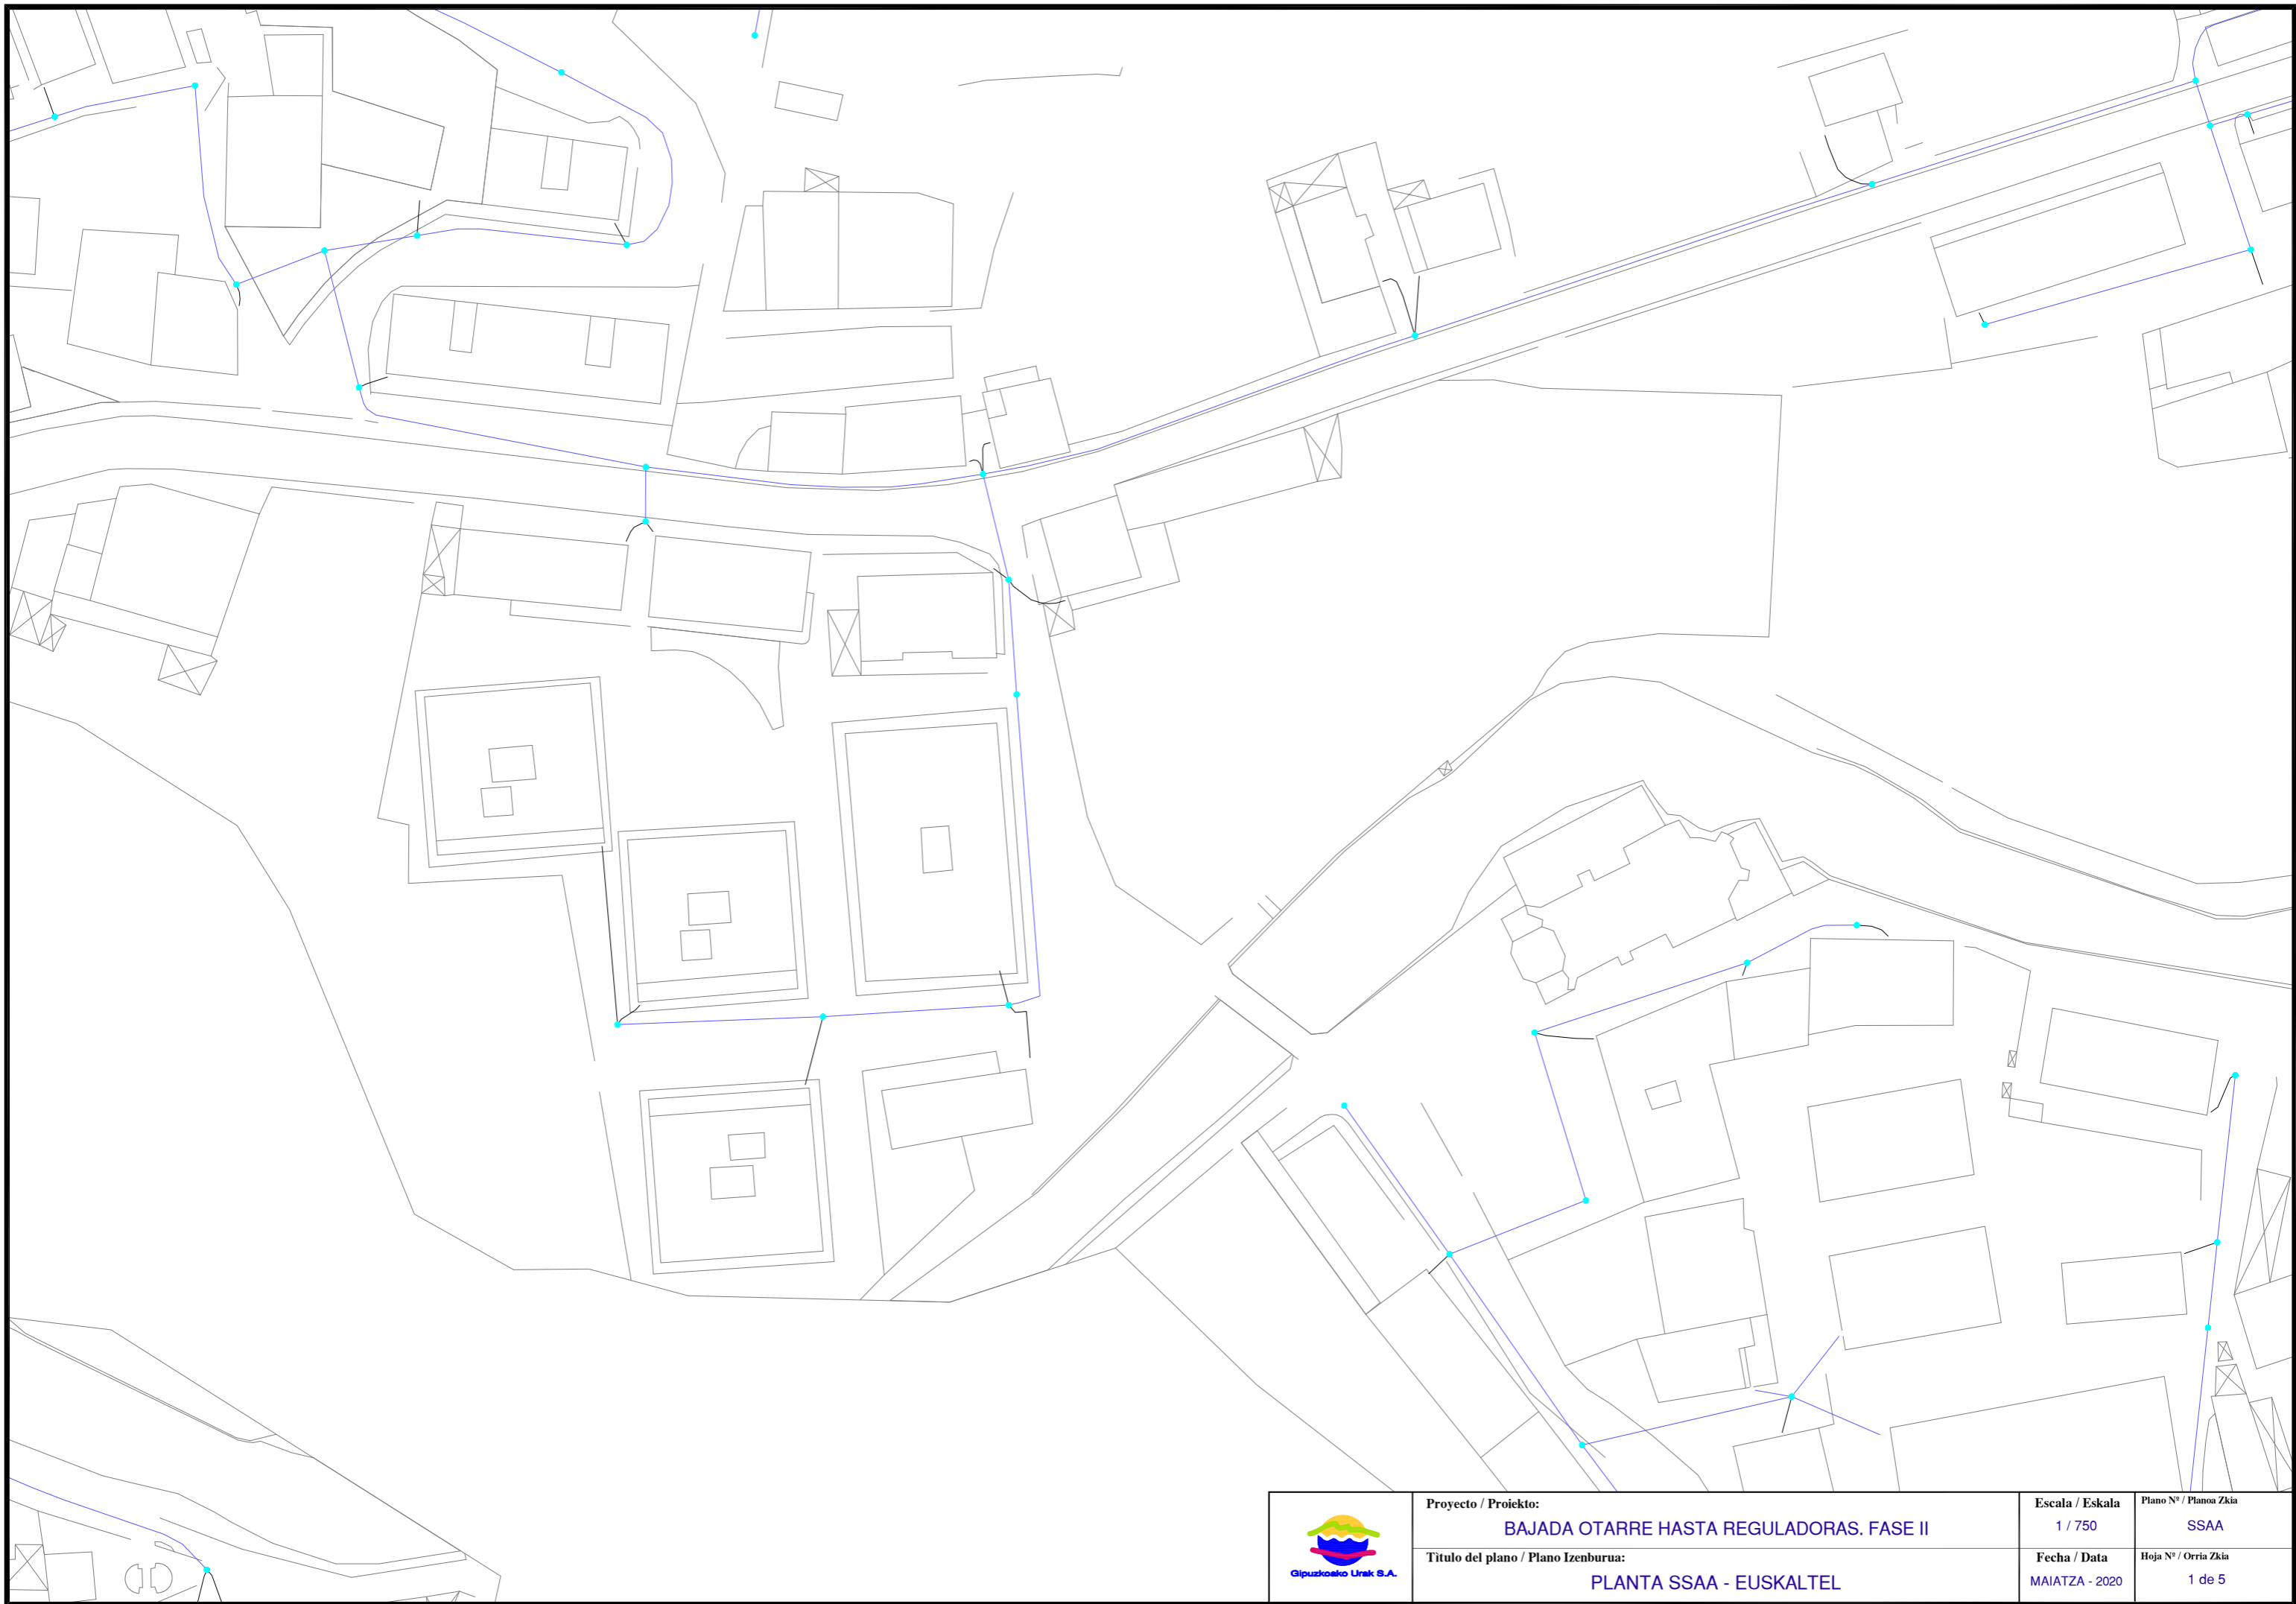 Gipuzkoako Urak S.A.
Proyecto / Proiekto:
BAJADA OTARRE HASTA REGULADORAS. FASE II
Titulo del plano / Plano Izenburua:
PLANTA SSAA - EUSKALTEL
Escala / Eskala
1 / 750
Fecha / Data
MAIATZA - 2020
Plano Nº / Planoa Zkia
SSAA
Hoja Nº / Orria Zkia
1 de 5